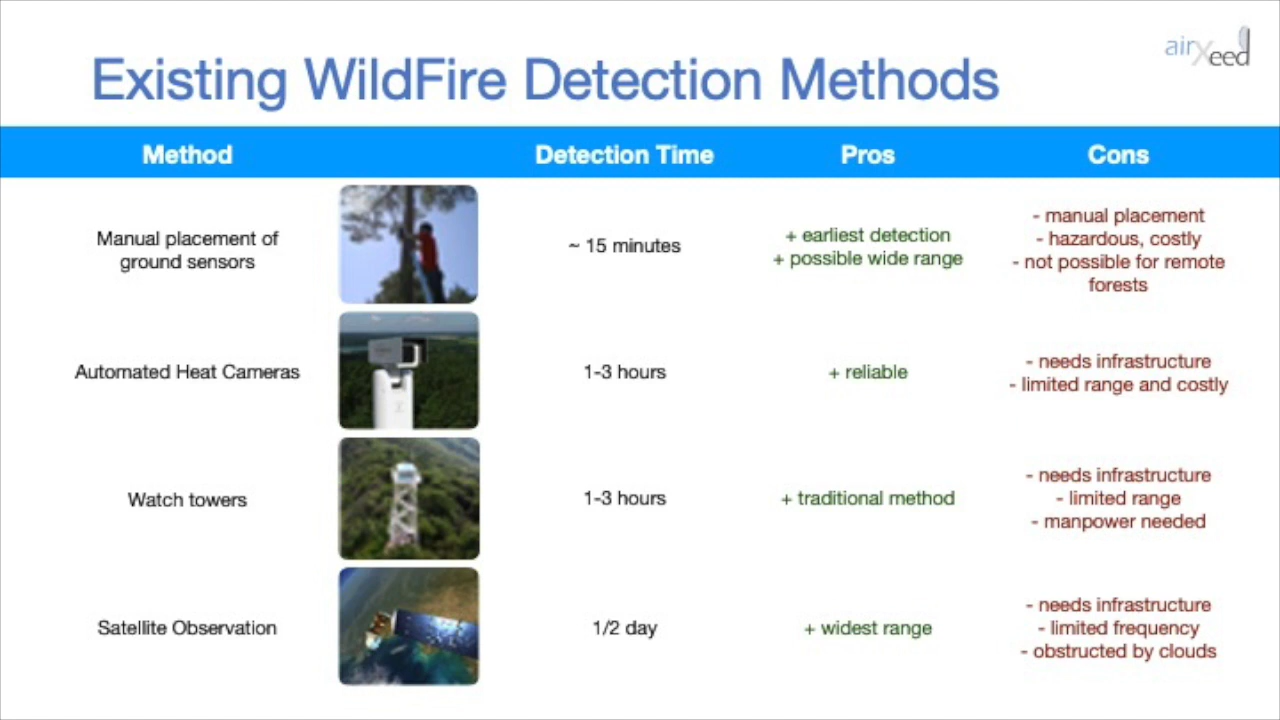 airXeed
Existing WildFire Detection Methods
Method Detection Time Pros Cons
Manual placement of
ground sensors
~ 15 minutes
+ earliest detection
+ possible wide range
- manual placement
- hazardous, costly
- not possible for remote
forests
Automated Heat Cameras
1-3 hours
+ reliable
- needs infrastructure
- limited range and costly
Watch towers
1-3 hours
+ traditional method
- needs infrastructure
- limited range
- manpower needed
Satellite Observation
1/2 day
+ widest range
- needs infrastructure
- limited frequency
- obstructed by clouds